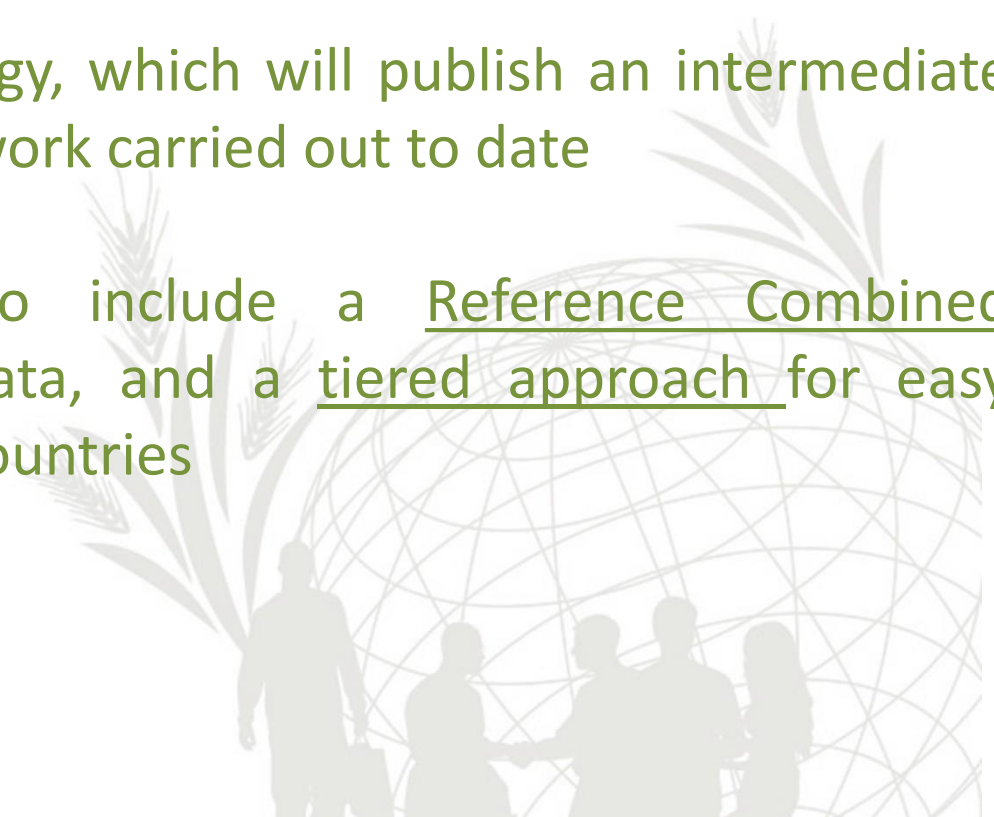 gy, which will publish an intermediate
work carried out to date
o include a Reference Combined
ata, and a tiered approach for easy
ountries